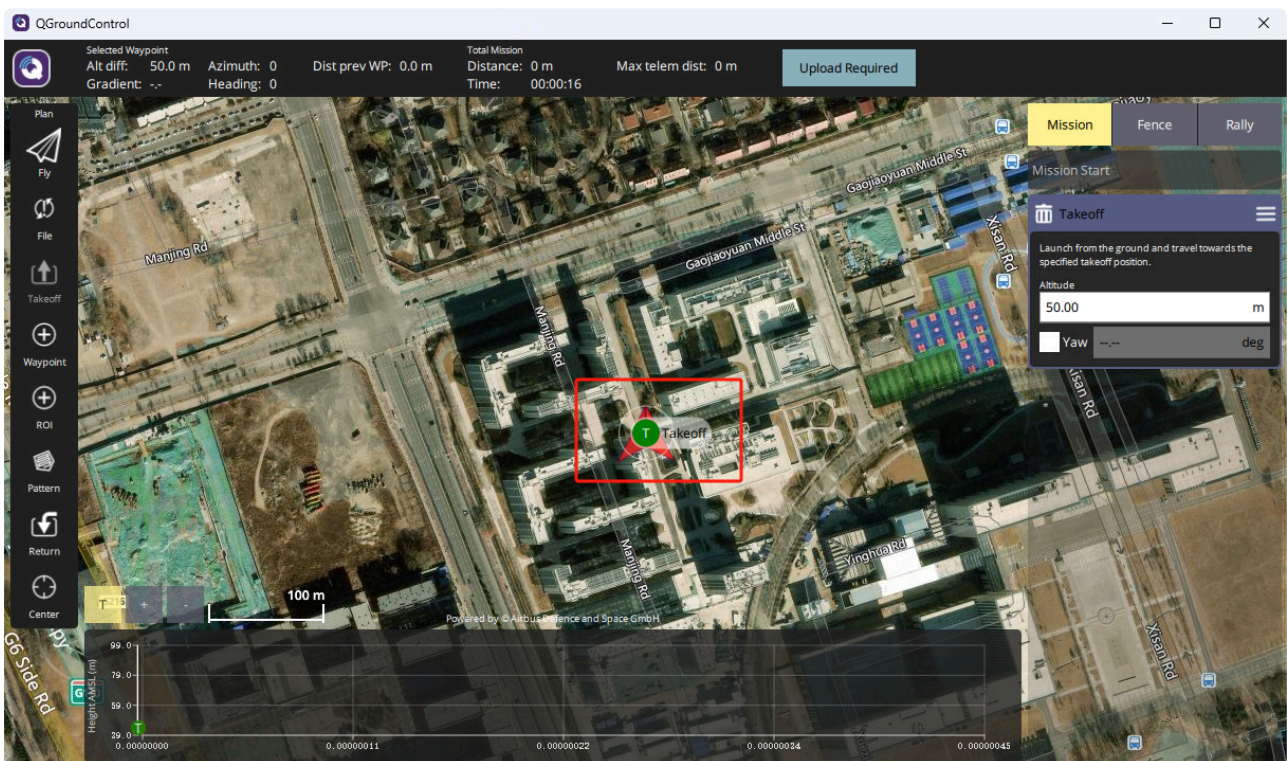 QGroundControl
Selected Waypoint
Alt diff: 50.0 m Azimuth: 0 Dist prev WP: 0.0 m
Gradient: -.- Heading: 0
Total Mission
Distance: 0 m Max telem dist: 0 m
Time: 00:00:16
Upload Required
Plan
Fly
File
Takeoff
Waypoint
ROI
Pattern
Return
Center
Mission Fence Rally
Mission Start
Takeoff
Launch from the ground and travel towards the
specified takeoff position.
Altitude
50.00 m
Yaw --.-- deg
Gaojiaoyuan Middle St
Gaojiaoyuan Middle St
Manjing Rd
Manjing Rd
Manjing Rd
Xisan Rd
Xisan Rd
Xisan Rd
Yinghua Rd
T Takeoff
G6 Side Rd
T + -
100 m
Powered by © Airbus Defence and Space GmbH
Height AMSL (m)
99.0
79.0
59.0
29.0
T
0.00000000 0.00000011 0.00000022 0.00000034 0.00000045